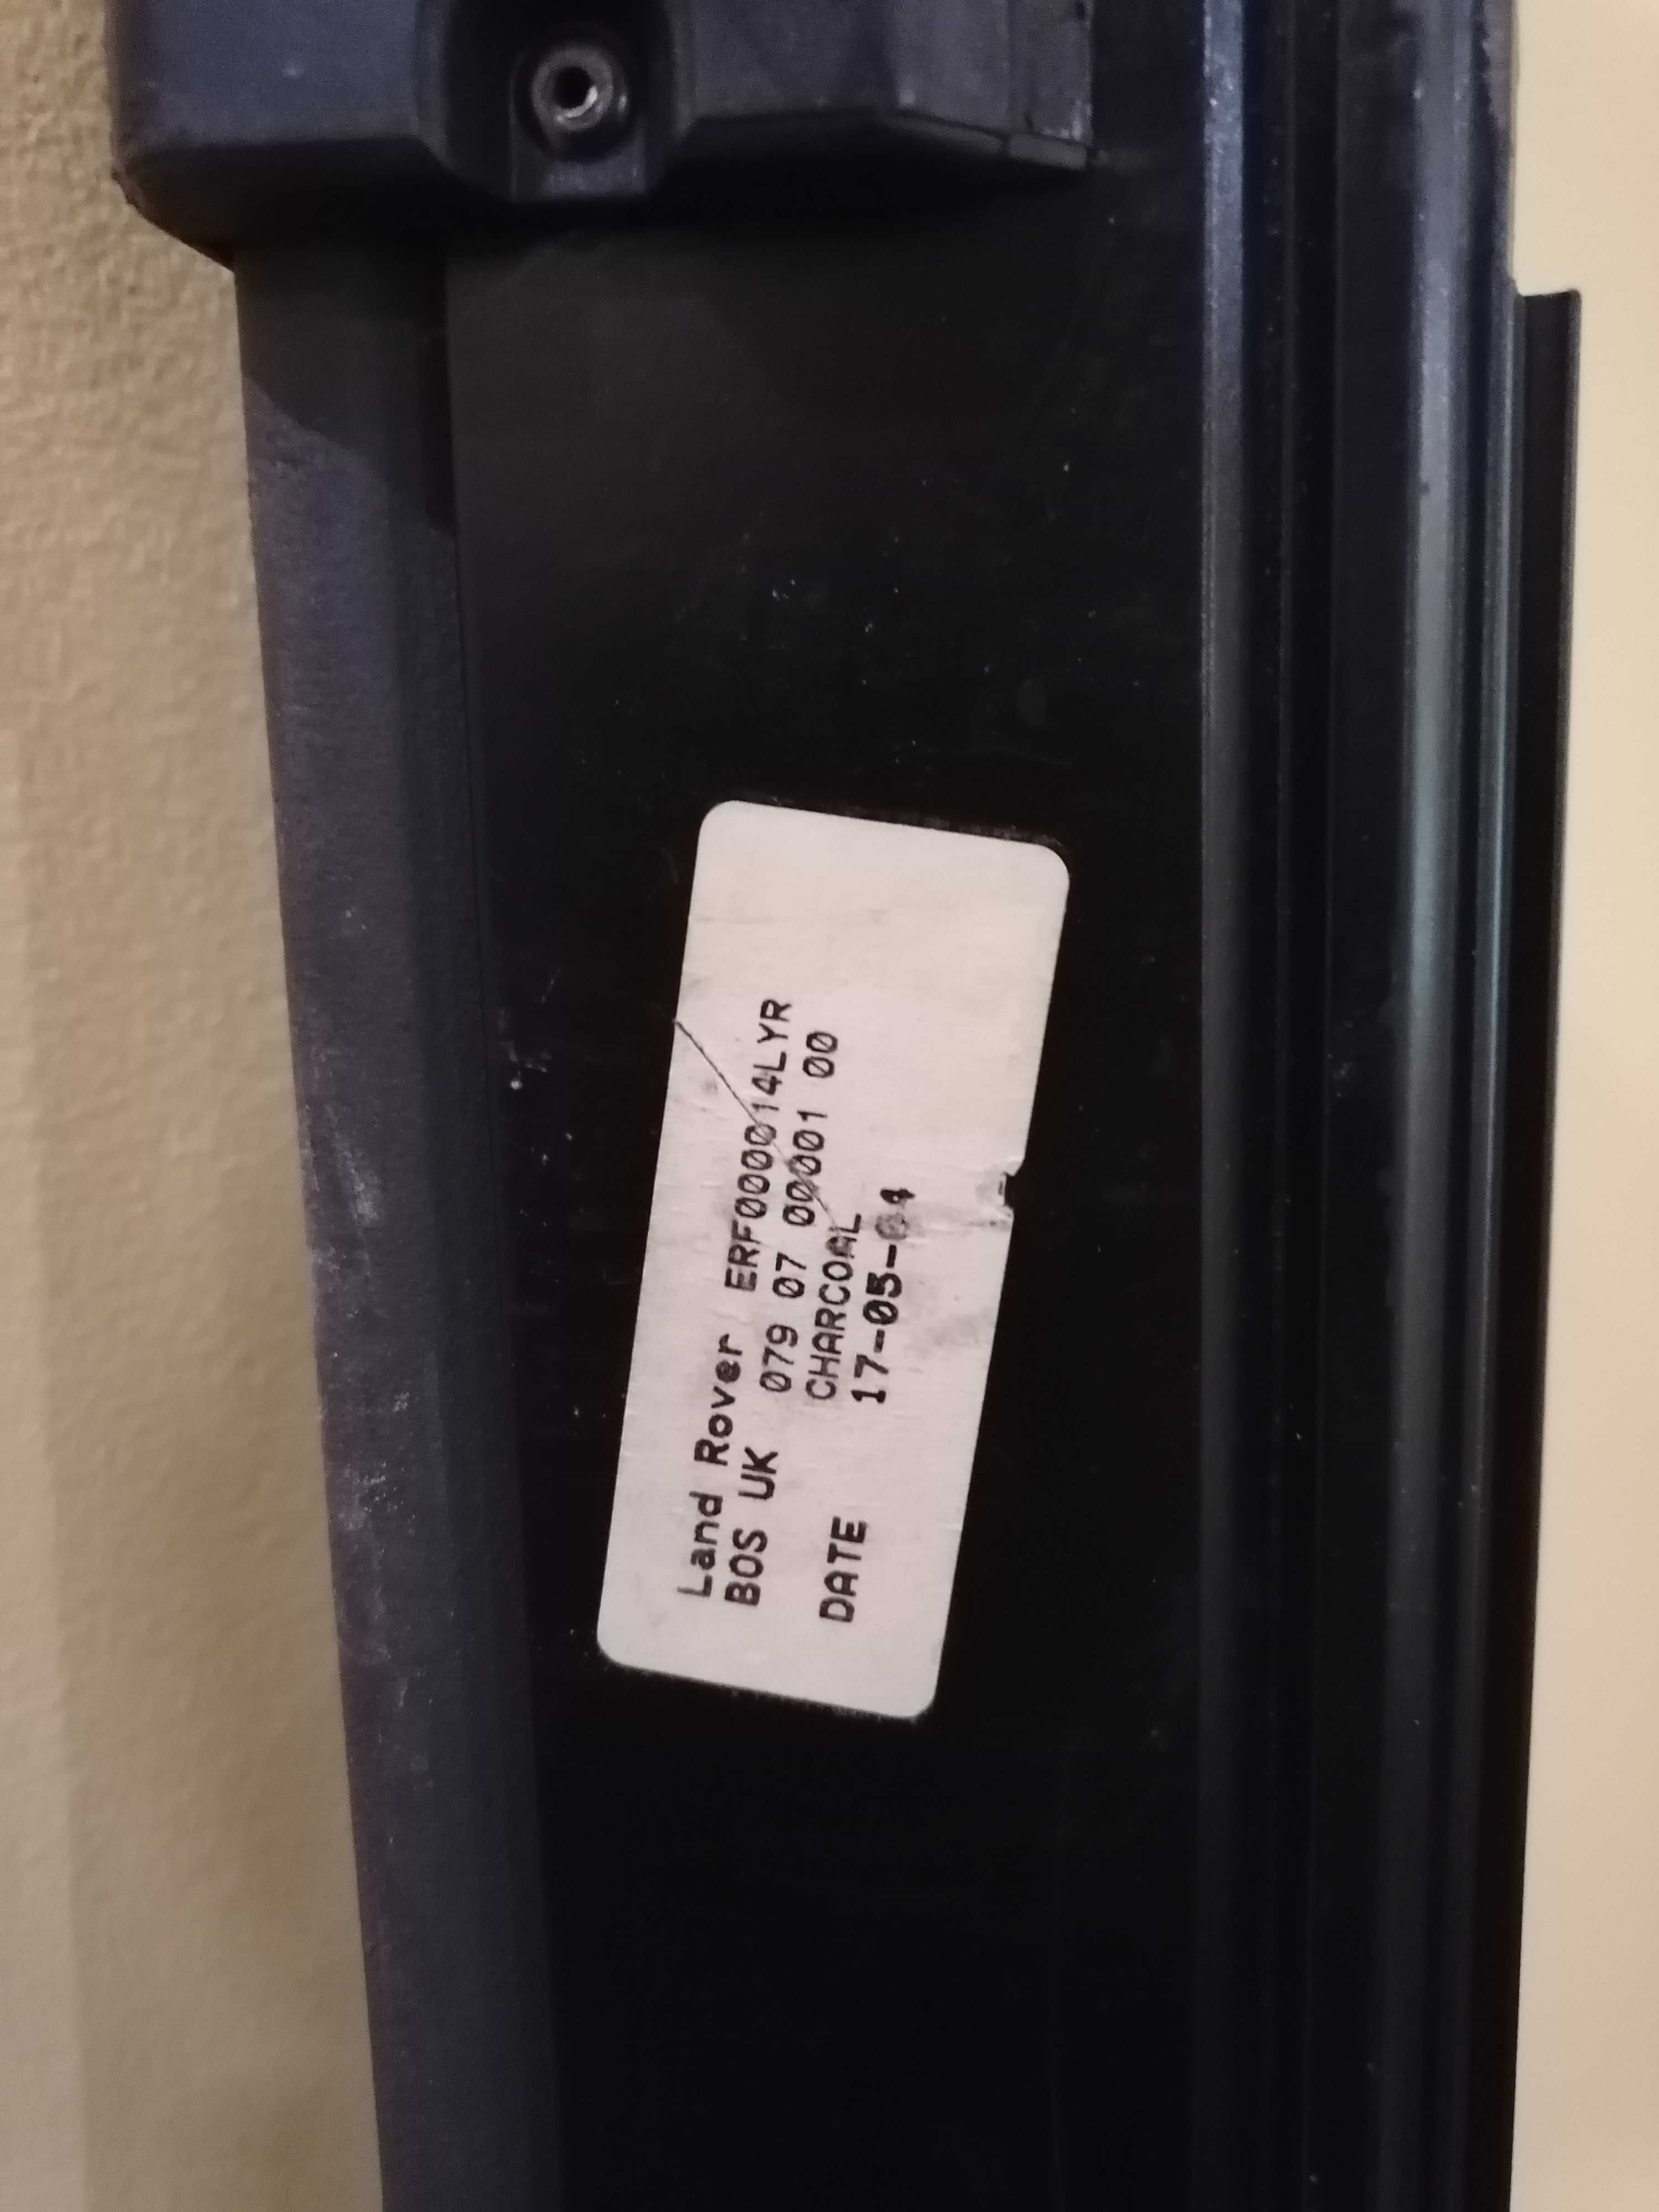 Land Rover ERF000014LYR
BOS UK 079 07 00001 00
CHARCOAL
DATE 17-05-04